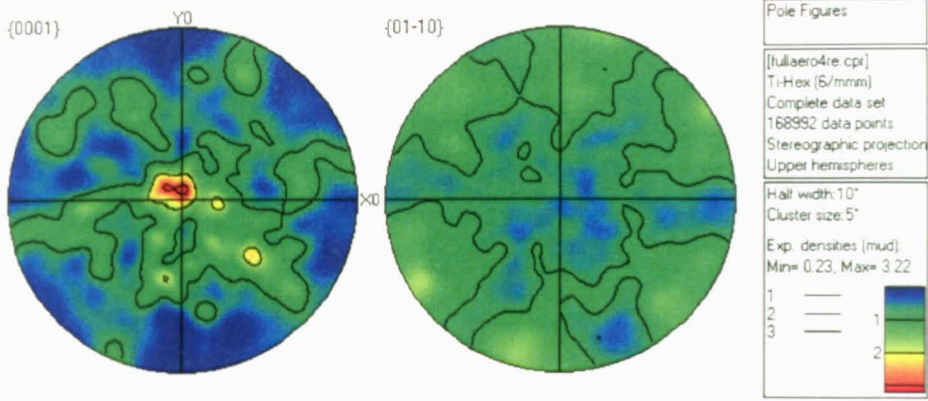 {0001}
Y0
X0
{01-10}
Pole Figures
[fullaero4re.cpr]
Ti-Hex (6/mmm)
Complete data set
168992 data points
Stereographic projection
Upper hemispheres
Half width:10°
Cluster size:5°
Exp. densities (mud):
Min= 0.23, Max= 3.22
1
2
3
1
2